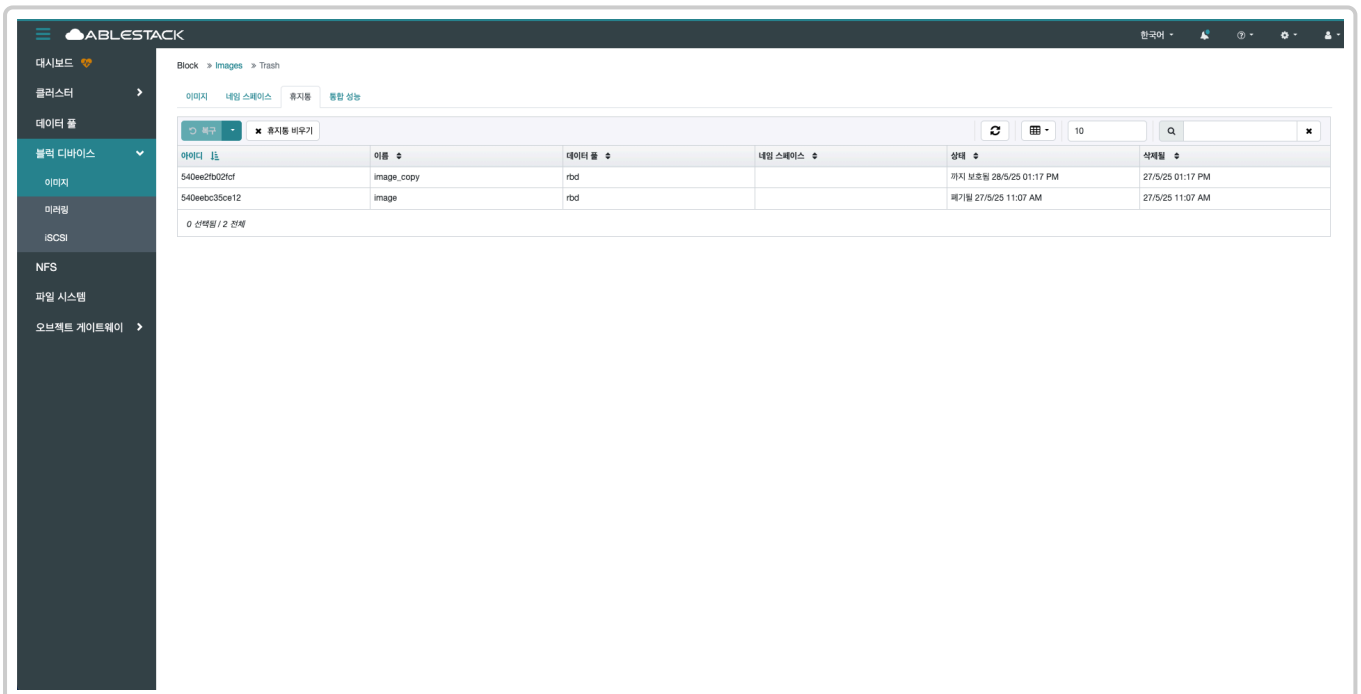 ABLESTACK
한국어
대시보드
클러스터
데이터 풀
블럭 디바이스
이미지
미러링
iSCSI
NFS
파일 시스템
오브젝트 게이트웨이
Block » Images » Trash
이미지 네임 스페이스 휴지통 통합 성능
복구 휴지통 비우기 10
아이디 이름 데이터 풀 네임 스페이스 상태 삭제될
540ee2fb02fcf image_copy rbd 까지 보호됨 28/5/25 01:17 PM 27/5/25 01:17 PM
540eebc35ce12 image rbd 폐기될 27/5/25 11:07 AM 27/5/25 11:07 AM
0 선택됨 / 2 전체